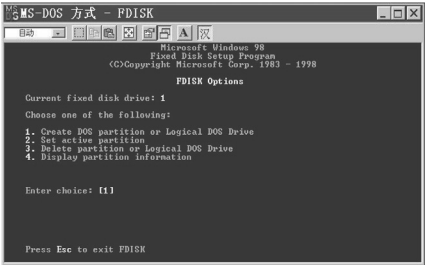 MS-DOS 方式 - FDISK
自动
A
汉
Microsoft Windows 98
Fixed Disk Setup Program
(C)Copyright Microsoft Corp. 1983 - 1998
FDISK Options
Current fixed disk drive: 1
Choose one of the following:
1. Create DOS partition or Logical DOS Drive
2. Set active partition
3. Delete partition or Logical DOS Drive
4. Display partition information
Enter choice: [1]
Press Esc to exit FDISK